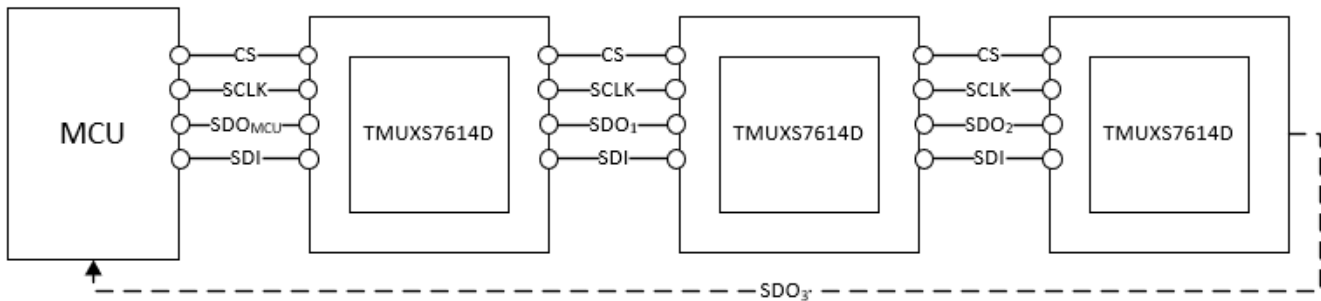 MCU
CS
SCLK
SDOMCU
SDI
TMUXS7614D
CS
SCLK
SDO1
SDI
TMUXS7614D
CS
SCLK
SDO2
SDI
TMUXS7614D
SDO3